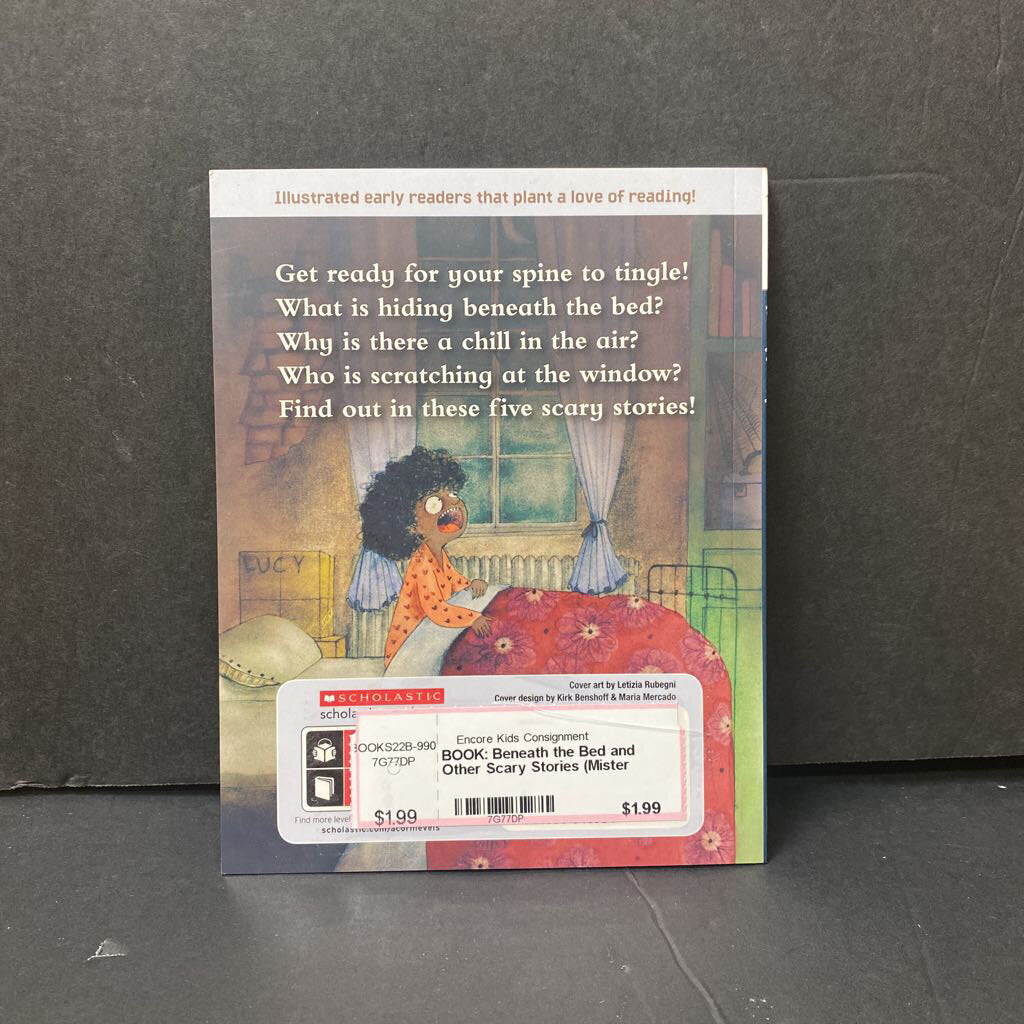 Illustrated early readers that plant a love of reading!
Get ready for your spine to tingle!
What is hiding beneath the bed?
Why is there a chill in the air?
Who is scratching at the window?
Find out in these five scary stories!
LUCY
SCHOLASTIC
Cover art by Letizia Rubegni
Cover design by Kirk Benshoff & Maria Mercado
BOOKS22B-990
7G77DP
$1.99
Encore Kids Consignment
BOOK: Beneath the Bed and
Other Scary Stories (Mister
7G77DP
$1.99
Find more
scholastic.com/acornlevels